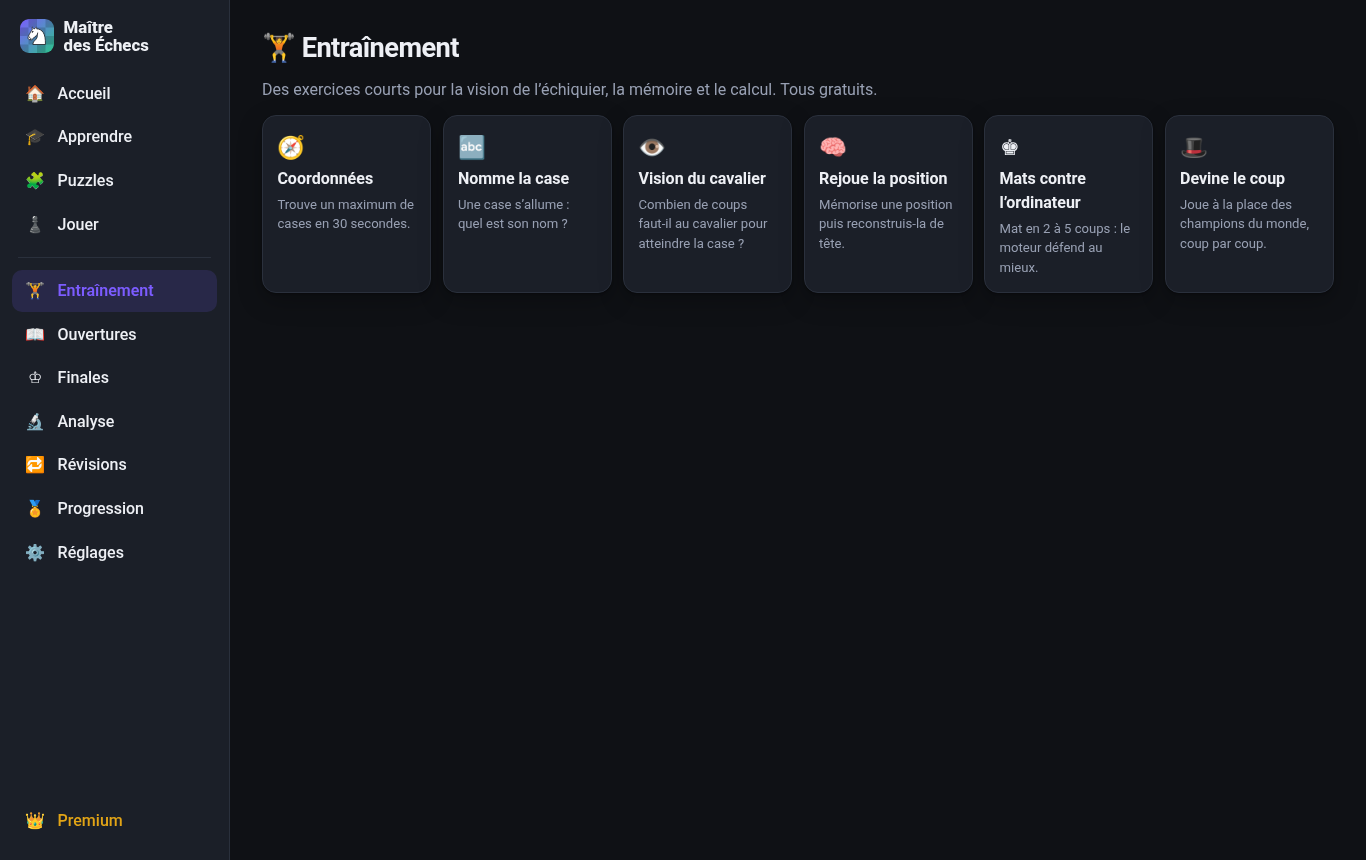 Maître
des Échecs
Accueil
Apprendre
Puzzles
Jouer
Entraînement
Ouvertures
Finales
Analyse
Révisions
Progression
Réglages
Premium
Entraînement
Des exercices courts pour la vision de l’échiquier, la mémoire et le calcul. Tous gratuits.
abc
Coordonnées
Trouve un maximum de
cases en 30 secondes.
Nomme la case
Une case s’allume :
quel est son nom ?
Vision du cavalier
Combien de coups
faut-il au cavalier pour
atteindre la case ?
Rejoue la position
Mémorise une position
puis reconstruis-la de
tête.
Mats contre
l’ordinateur
Mat en 2 à 5 coups : le
moteur défend au
mieux.
Devine le coup
Joue à la place des
champions du monde,
coup par coup.